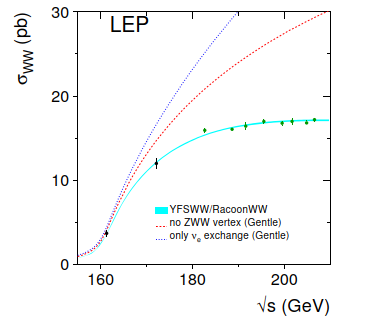 30
LEP
σWW (pb)
20
10
YFSWW/RacoonWW
no ZWW vertex (Gentle)
only νe exchange (Gentle)
0
160 180 200
√s (GeV)